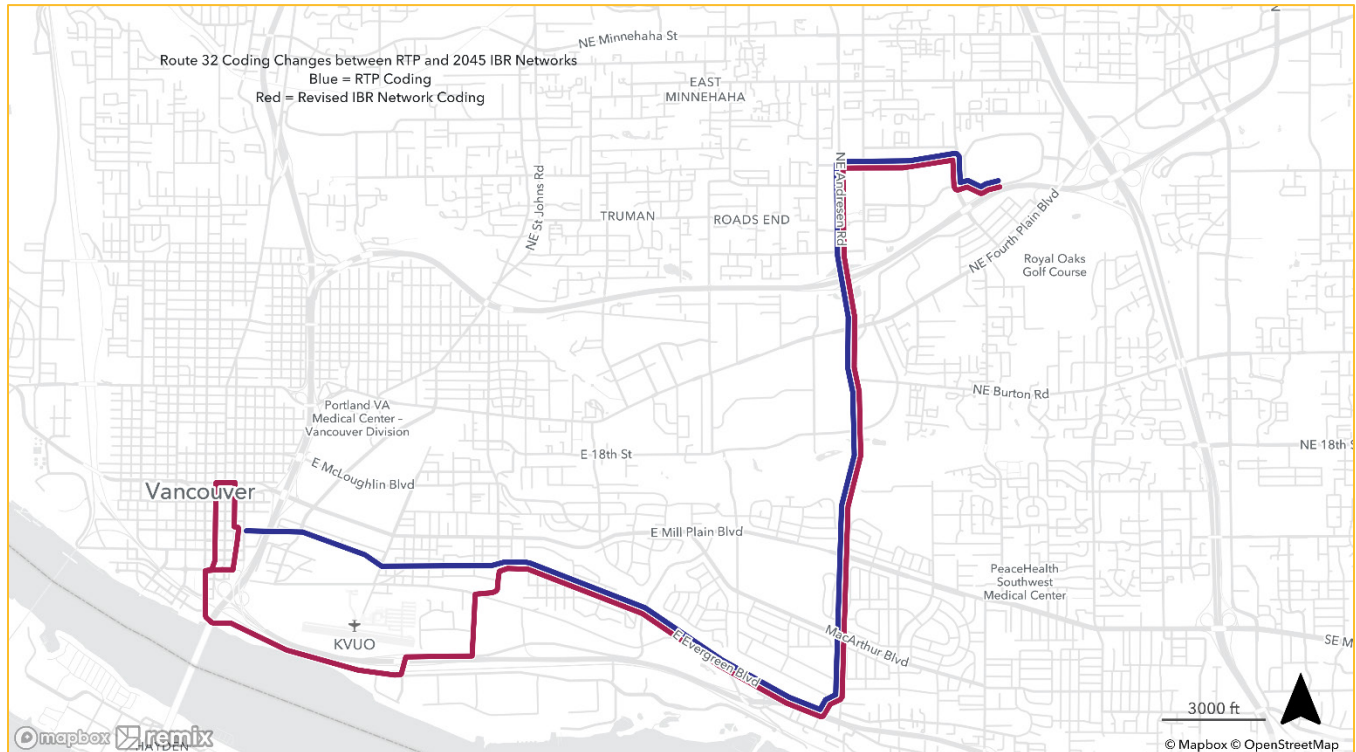 NE Minnehaha St
Route 32 Coding Changes between RTP and 2045 IBR Networks
Blue = RTP Coding
Red = Revised IBR Network Coding
EAST
MINNEHAHA
NE St Johns Rd
NE Andresen Rd
TRUMAN
ROADS END
NE Fourth Plain Blvd
Royal Oaks
Golf Course
NE Burton Rd
Portland VA
Medical Center -
Vancouver Division
E 18th St
NE 18th S
E McLoughlin Blvd
Vancouver
E Mill Plain Blvd
PeaceHealth
Southwest
Medical Center
KVUO
E Evergreen Blvd
MacArthur Blvd
SE M
3000 ft
mapbox remix
HAYDEN
© Mapbox © OpenStreetMap